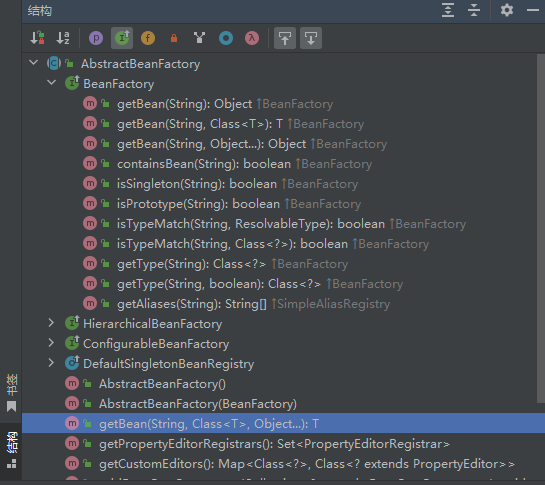 结构
AbstractBeanFactory
BeanFactory
getBean(String): Object ↑BeanFactory
getBean(String, Class<T>): T ↑BeanFactory
getBean(String, Object...): Object ↑BeanFactory
containsBean(String): boolean ↑BeanFactory
isSingleton(String): boolean ↑BeanFactory
isPrototype(String): boolean ↑BeanFactory
isTypeMatch(String, ResolvableType): boolean ↑BeanFactory
isTypeMatch(String, Class<?>): boolean ↑BeanFactory
getType(String): Class<?> ↑BeanFactory
getType(String, boolean): Class<?> ↑BeanFactory
getAliases(String): String[] ↑SimpleAliasRegistry
HierarchicalBeanFactory
ConfigurableBeanFactory
DefaultSingletonBeanRegistry
AbstractBeanFactory()
AbstractBeanFactory(BeanFactory)
getBean(String, Class<T>, Object...): T
getPropertyEditorRegistrars(): Set<PropertyEditorRegistrar>
getCustomEditors(): Map<Class<?>, Class<? extends PropertyEditor>>
书签
结构